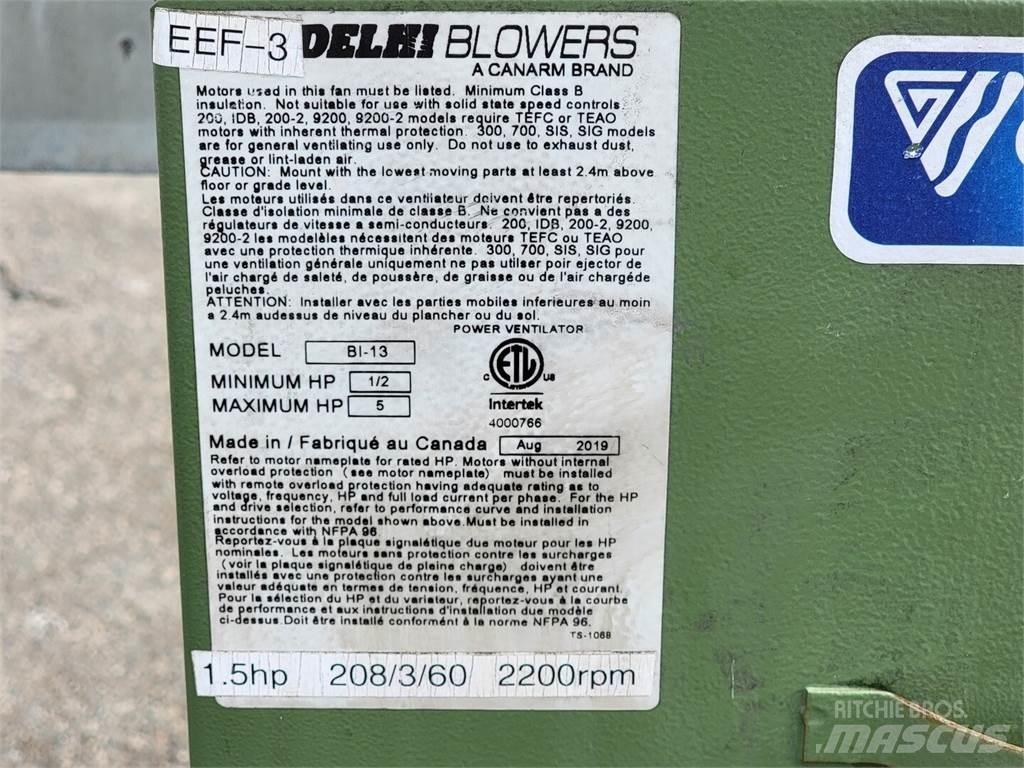 EEF-3 DELHI BLOWERS
A CANARM BRAND
Motors used in this fan must be listed. Minimum Class B
insulation. Not suitable for use with solid state speed controls.
200, IDB, 200-2, 9200, 9200-2 models require TEFC or TEAO
motors with inherent thermal protection. 300, 700, SIS, SIG models
are for general ventilating use only. Do not use to exhaust dust,
grease or lint-laden air.
CAUTION: Mount with the lowest moving parts at least 2.4m above
floor or grade level.
Les moteurs utilisés dans ce ventilateur doivent être repertoriés.
Classe d'isolation minimale de classe B. Ne convient pas a des
régulateurs de vitesse a semi-conducteurs. 200, IDB, 200-2, 9200,
9200-2 les modelèles nécessitent des moteurs TEFC ou TEAO
avec une protection thermique inhérente. 300, 700, SIS, SIG pour
une ventilation générale uniquement ne pas utiliser poir ejector de
l'air chargé de saleté, de poussère, de graisse ou de l'air chargéde
peluches.
ATTENTION: Installer avec les parties mobiles inferieures au moin
a 2.4m audessus de niveau du plancher ou du sol.
POWER VENTILATOR
MODEL BI-13
C ETL US
MINIMUM HP 1/2
MAXIMUM HP 5
Intertek
4000766
Made in / Fabriqué au Canada Aug 2019
Refer to motor nameplate for rated HP. Motors without internal
overload protection (see motor nameplate) must be installed
with remote overload protection having adequate rating as to
voltage, frequency, HP and full load current per phase. For the HP
and drive selection, refer to performance curve and installation
instructions for the model shown above.Must be installed in
accordance with NFPA 96.
Reportez-vous à la plaque signalétique due moteur pour les HP
nominales. Les moteurs sans protection contre les surcharges
(voir la plaque signalétique de pleine charge) doivent être
installés avec une protection contre les surcharges ayant une
valeur adéquate en termes de tension, fréquence, HP et courant.
Pour la sélection du HP et du variateur, reportez-vous à la courbe
de performance et aux instructions d'installation due modèle
ci-dessus.Doit être installé conformént à la norme NFPA 96.
TS-1068
1.5hp 208/3/60 2200rpm
RITCHIE BROS.
MASCUS